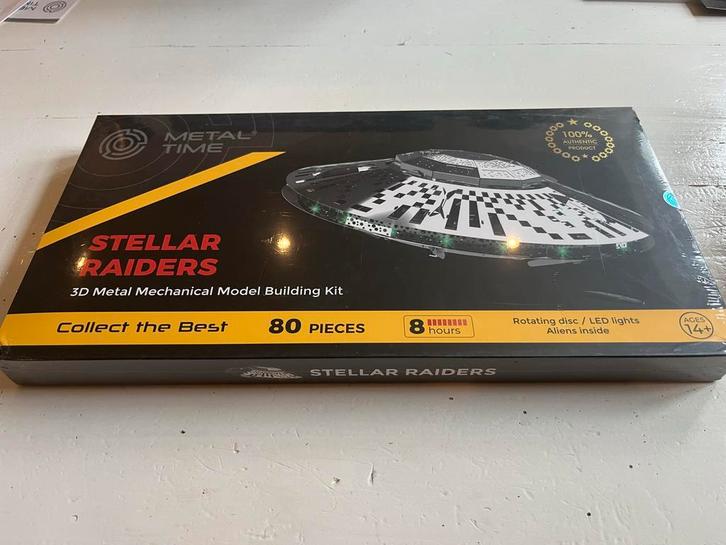 METAL
TIME
100%
AUTHENTIC
PRODUCT
STELLAR
RAIDERS
3D Metal Mechanical Model Building Kit
Collect the Best
80 PIECES
8 hours
Rotating disc / LED lights
Aliens inside
AGES
14+
STELLAR RAIDERS